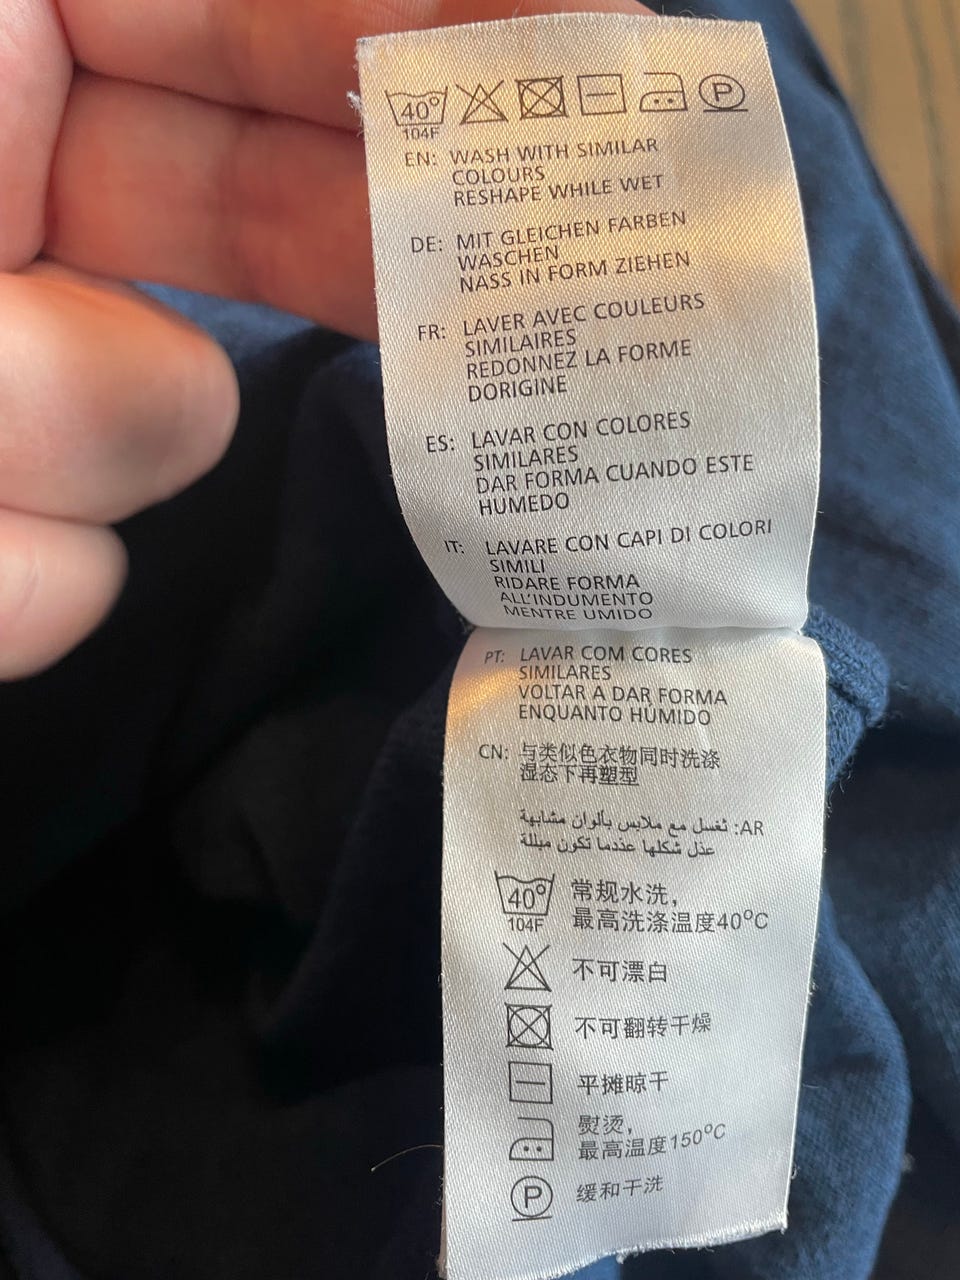 40°
104F
P
EN: WASH WITH SIMILAR
COLOURS
RESHAPE WHILE WET
DE: MIT GLEICHEN FARBEN
WASCHEN
NASS IN FORM ZIEHEN
FR: LAVER AVEC COULEURS
SIMILAIRES
REDONNEZ LA FORME
DORIGINE
ES: LAVAR CON COLORES
SIMILARES
DAR FORMA CUANDO ESTE
HUMEDO
IT: LAVARE CON CAPI DI COLORI
SIMILI
RIDARE FORMA
ALL'INDUMENTO
MENTRE UMIDO
PT: LAVAR COM CORES
SIMILARES
VOLTAR A DAR FORMA
ENQUANTO HÚMIDO
CN: 与类似色衣物同时洗涤
湿态下再塑型
AR: تغسل مع ملابس بألوان مشابهة
عدل شكلها عندما تكون مبللة
40° 常规水洗,
104F 最高洗涤温度40°C
不可漂白
不可翻转干燥
平摊晾干
熨烫,
最高温度150°C
P 缓和干洗